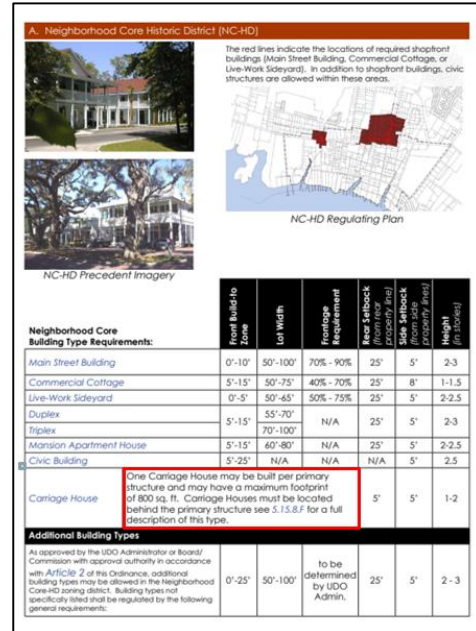 A. Neighborhood Core Historic District (NC-HD)
The red lines indicate the locations of required shopfront
buildings (Main Street Building, Commercial Cottage, or
Live-Work Sideyard). In addition to shopfront buildings, civic
structures are allowed within these areas.
NC-HD Regulating Plan
NC-HD Precedent Imagery
Neighborhood Core
Building Type Requirements:
Front Build-to
Zone
Lot Width
Frontage
Requirement
Rear Setback
(from rear
property line)
Side Setback
(from side
property lines)
Height
(in stories)
Main Street Building 0'-10' 50'-100' 70% - 90% 25' 5' 2-3
Commercial Cottage 5'-15' 50'-75' 40% - 70% 25' 8' 1-1.5
Live-Work Sideyard 0'-5' 50'-65' 50% - 75% 25' 5' 2-2.5
Duplex 5'-15' 55'-70' N/A 25' 5' 2-3
Triplex 70'-100'
Mansion Apartment House 5'-15' 60'-80' N/A 25' 5' 2-2.5
Civic Building 5'-25' N/A N/A N/A 5' 2.5
Carriage House
One Carriage House may be built per primary
structure and may have a maximum footprint
of 800 sq. ft. Carriage Houses must be located
behind the primary structure see 5.15.8.F for a full
description of this type.
5' 5' 1-2
Additional Building Types
As approved by the UDO Administrator or Board/
Commission with approval authority in accordance
with Article 2 of this Ordinance, additional
building types may be allowed in the Neighborhood
Core-HD zoning district. Building types not
specifically listed shall be regulated by the following
general requirements:
0'-25' 50'-100'
to be
determined
by UDO
Admin.
25' 5' 2 - 3